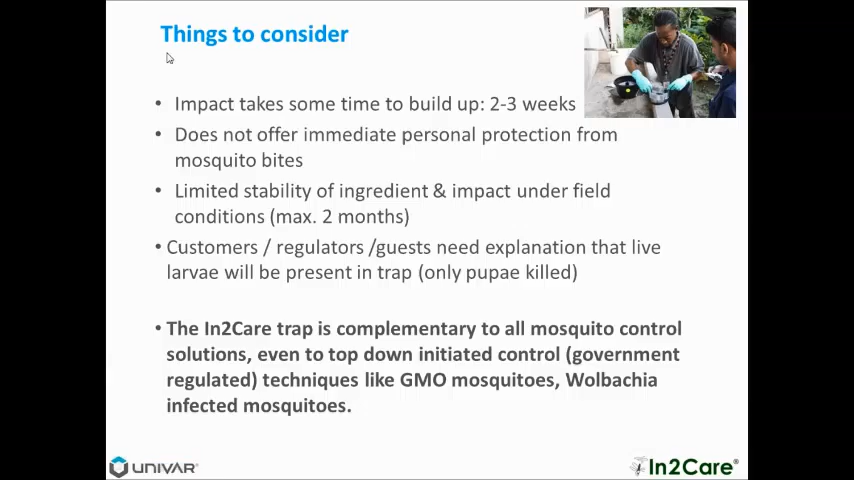 Things to consider
• Impact takes some time to build up: 2-3 weeks
• Does not offer immediate personal protection from
mosquito bites
• Limited stability of ingredient & impact under field
conditions (max. 2 months)
• Customers / regulators /guests need explanation that live
larvae will be present in trap (only pupae killed)
• The In2Care trap is complementary to all mosquito control
solutions, even to top down initiated control (government
regulated) techniques like GMO mosquitoes, Wolbachia
infected mosquitoes.
UNIVAR
In2Care®